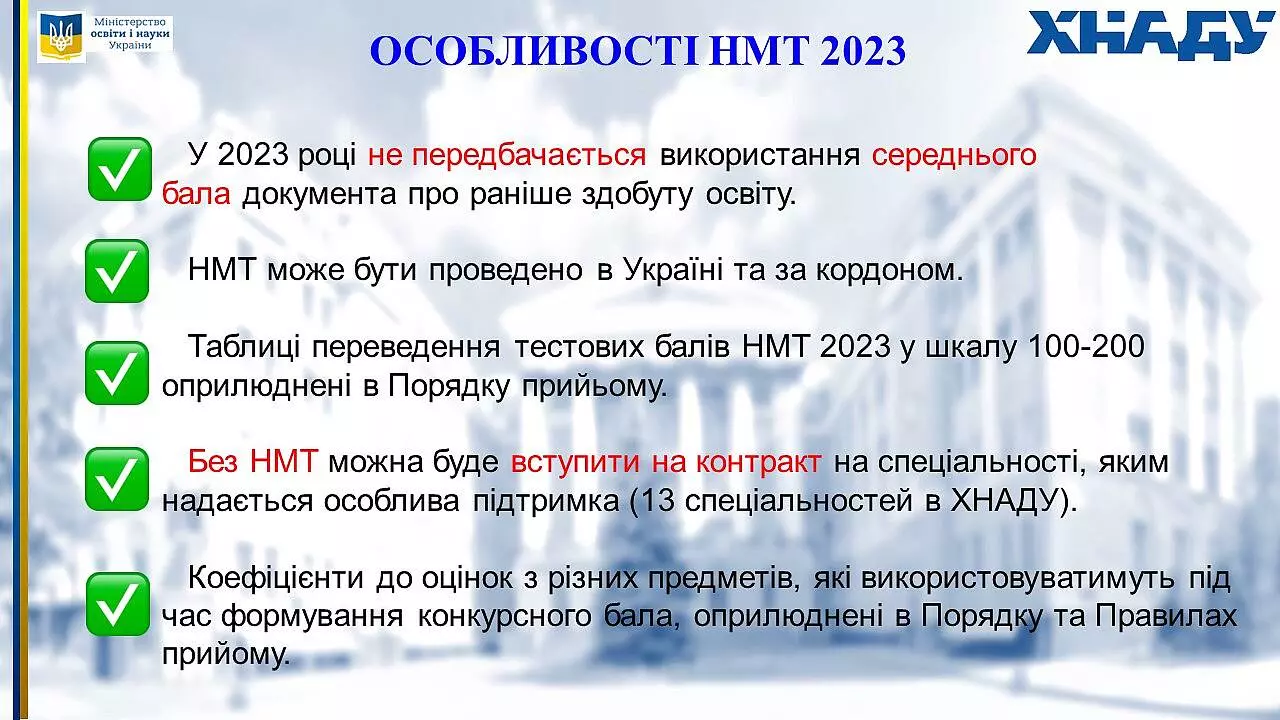 Міністерство
освіти і науки
України
ХНАДУ
ОСОБЛИВОСТІ НМТ 2023
У 2023 році не передбачається використання середнього
бала документа про раніше здобуту освіту.
НМТ може бути проведено в Україні та за кордоном.
Таблиці переведення тестових балів НМТ 2023 у шкалу 100-200
оприлюднені в Порядку прийьому.
Без НМТ можна буде вступити на контракт на спеціальності, яким
надається особлива підтримка (13 спеціальностей в ХНАДУ).
Коефіцієнти до оцінок з різних предметів, які використовуватимуть під
час формування конкурсного бала, оприлюднені в Порядку та Правилах
прийому.